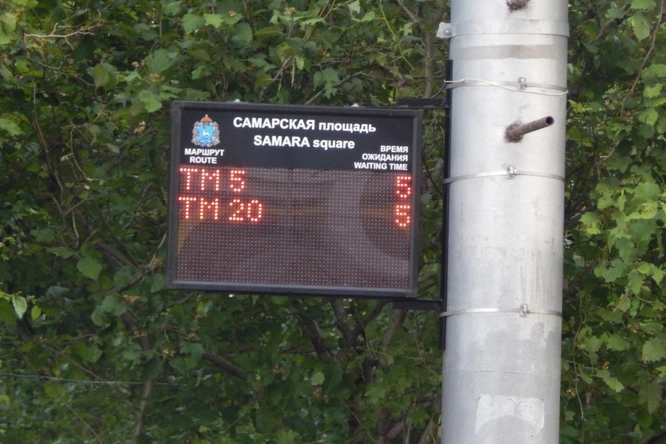 САМАРСКАЯ площадь
SAMARA square
МАРШРУТ
ROUTE
ВРЕМЯ
ОЖИДАНИЯ
WAITING TIME
ТМ 5 5
ТМ 20 5